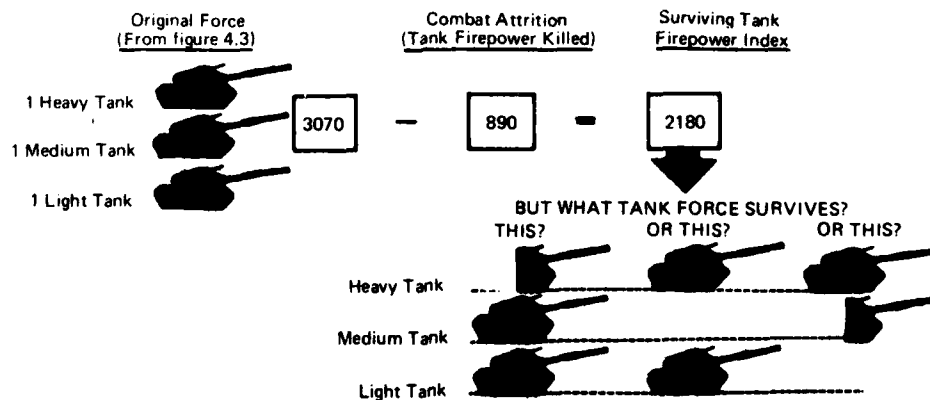 Original Force
(From figure 4.3)
Combat Attrition
(Tank Firepower Killed)
Surviving Tank
Firepower Index
1 Heavy Tank
1 Medium Tank
1 Light Tank
3070 − 890 = 2180
BUT WHAT TANK FORCE SURVIVES?
THIS? OR THIS? OR THIS?
Heavy Tank
Medium Tank
Light Tank